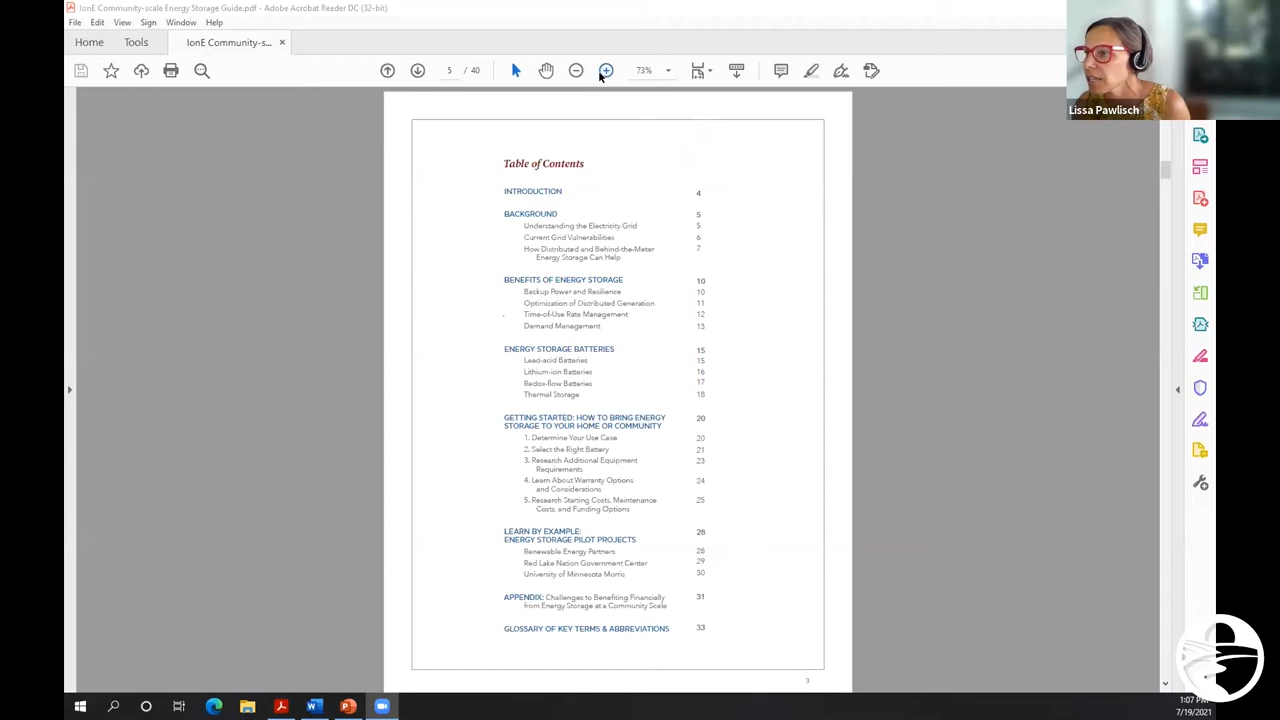 IonE Community-scale Energy Storage Guide.pdf - Adobe Acrobat Reader DC (32-bit)
File Edit View Sign Window Help
Home Tools IonE Community-s... ×
5 / 40 73%
Lissa Pawlisch
Table of Contents
INTRODUCTION 4
BACKGROUND 5
Understanding the Electricity Grid 5
Current Grid Vulnerabilities 6
How Distributed and Behind-the-Meter 7
Energy Storage Can Help
BENEFITS OF ENERGY STORAGE 10
Backup Power and Resilience 10
Optimization of Distributed Generation 11
Time-of-Use Rate Management 12
Demand Management 13
ENERGY STORAGE BATTERIES 15
Lead-acid Batteries 15
Lithium-ion Batteries 16
Redox-flow Batteries 17
Thermal Storage 18
GETTING STARTED: HOW TO BRING ENERGY 20
STORAGE TO YOUR HOME OR COMMUNITY
1. Determine Your Use Case 20
2. Select the Right Battery 21
3. Research Additional Equipment 23
Requirements
4. Learn About Warranty Options 24
and Considerations
5. Research Starting Costs, Maintenance 25
Costs, and Funding Options
LEARN BY EXAMPLE: 28
ENERGY STORAGE PILOT PROJECTS
Renewable Energy Partners 28
Red Lake Nation Government Center 29
University of Minnesota Morris 30
APPENDIX: Challenges to Benefiting Financially 31
from Energy Storage at a Community Scale
GLOSSARY OF KEY TERMS & ABBREVIATIONS 33
3
1:07 PM
7/19/2021